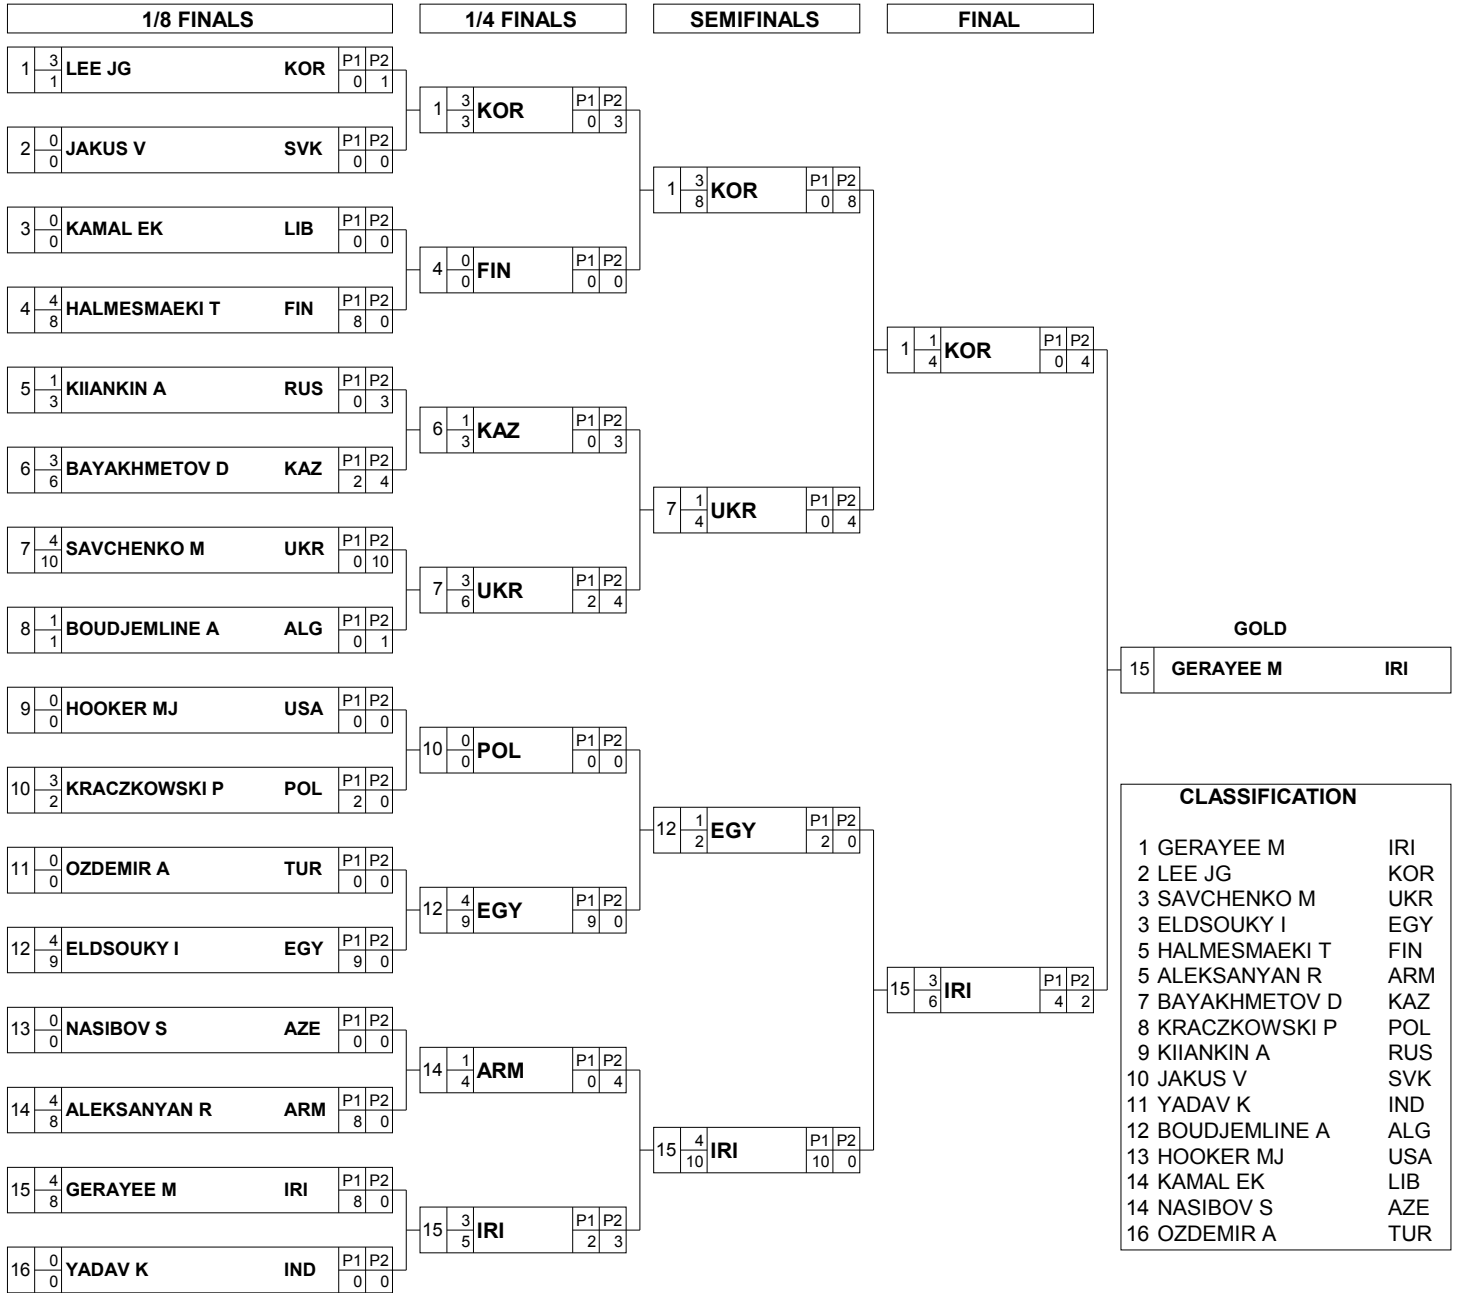 1/8 FINALS 1/4 FINALS SEMIFINALS FINAL
1 3 1 LEE JG KOR P1 P2 0 1
1 3 3 KOR P1 P2 0 3
2 0 0 JAKUS V SVK P1 P2 0 0
1 3 8 KOR P1 P2 0 8
3 0 0 KAMAL EK LIB P1 P2 0 0
4 0 0 FIN P1 P2 0 0
4 4 8 HALMESMAEKI T FIN P1 P2 8 0
1 1 4 KOR P1 P2 0 4
5 1 3 KIIANKIN A RUS P1 P2 0 3
6 1 3 KAZ P1 P2 0 3
6 3 6 BAYAKHMETOV D KAZ P1 P2 2 4
7 1 4 UKR P1 P2 0 4
7 4 10 SAVCHENKO M UKR P1 P2 0 10
7 3 6 UKR P1 P2 2 4
8 1 1 BOUDJEMLINE A ALG P1 P2 0 1
GOLD
15 GERAYEE M IRI
9 0 0 HOOKER MJ USA P1 P2 0 0
10 0 0 POL P1 P2 0 0
10 3 2 KRACZKOWSKI P POL P1 P2 2 0
12 1 2 EGY P1 P2 2 0
11 0 0 OZDEMIR A TUR P1 P2 0 0
12 4 9 EGY P1 P2 9 0
12 4 9 ELDSOUKY I EGY P1 P2 9 0
15 3 6 IRI P1 P2 4 2
13 0 0 NASIBOV S AZE P1 P2 0 0
14 1 4 ARM P1 P2 0 4
14 4 8 ALEKSANYAN R ARM P1 P2 8 0
15 4 10 IRI P1 P2 10 0
15 4 8 GERAYEE M IRI P1 P2 8 0
15 3 5 IRI P1 P2 2 3
16 0 0 YADAV K IND P1 P2 0 0
CLASSIFICATION
1 GERAYEE M IRI
2 LEE JG KOR
3 SAVCHENKO M UKR
3 ELDSOUKY I EGY
5 HALMESMAEKI T FIN
5 ALEKSANYAN R ARM
7 BAYAKHMETOV D KAZ
8 KRACZKOWSKI P POL
9 KIIANKIN A RUS
10 JAKUS V SVK
11 YADAV K IND
12 BOUDJEMLINE A ALG
13 HOOKER MJ USA
14 KAMAL EK LIB
14 NASIBOV S AZE
16 OZDEMIR A TUR